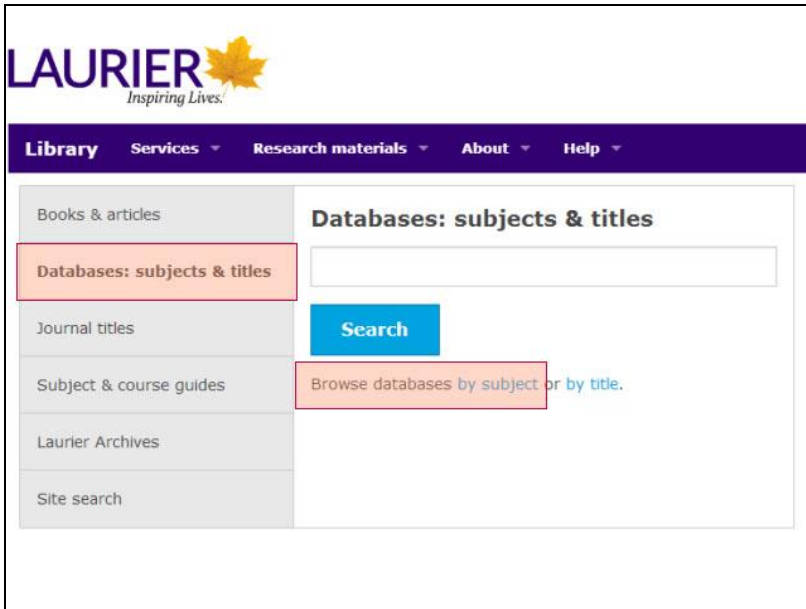 LAURIER
Inspiring Lives.
Library Services Research materials About Help
Books & articles
Databases: subjects & titles
Journal titles
Subject & course guides
Laurier Archives
Site search
Databases: subjects & titles
Search
Browse databases by subject or by title.